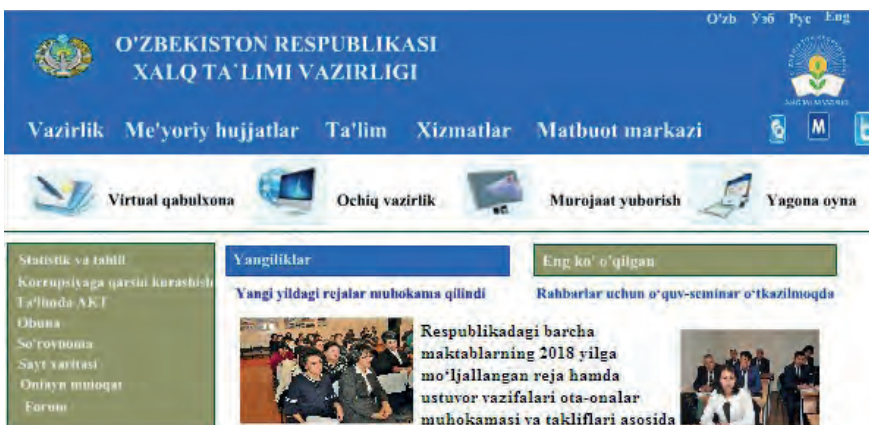 O'zb Ўзб Рус Eng
O'ZBEKISTON RESPUBLIKASI
XALQ TA'LIMI VAZIRLIGI
Vazirlik Me'yoriy hujjatlar Ta'lim Xizmatlar Matbuot markazi
M
Virtual qabulxona Ochiq vazirlik Murojaat yuborish Yagona oyna
Statistik va tahlil
Korrupsiyaga qarshi kurashish
Ta'limda AKT
Obuna
So'rovnoma
Sayt xaritasi
Onlayn muloqat
Forum
Yangiliklar
Yangi yildagi rejalar muhokama qilindi
Respublikadagi barcha
maktablarning 2018 yilga
mo‘ljallangan reja hamda
ustuvor vazifalari ota-onalar
muhokamasi va takliflari asosida
Eng ko' o'qilgan
Rahbarlar uchun o‘quv-seminar o‘tkazilmoqda